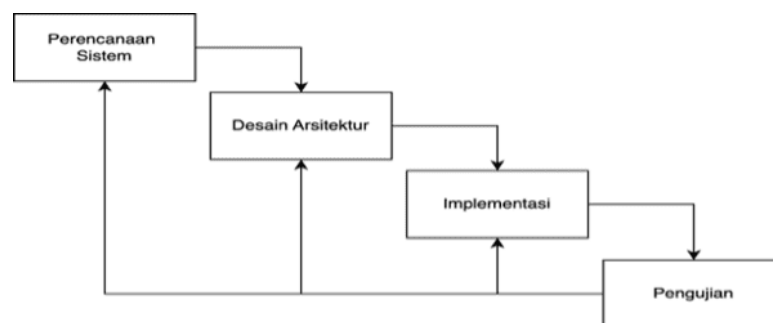 Perencanaan
Sistem
Desain Arsitektur
Implementasi
Pengujian